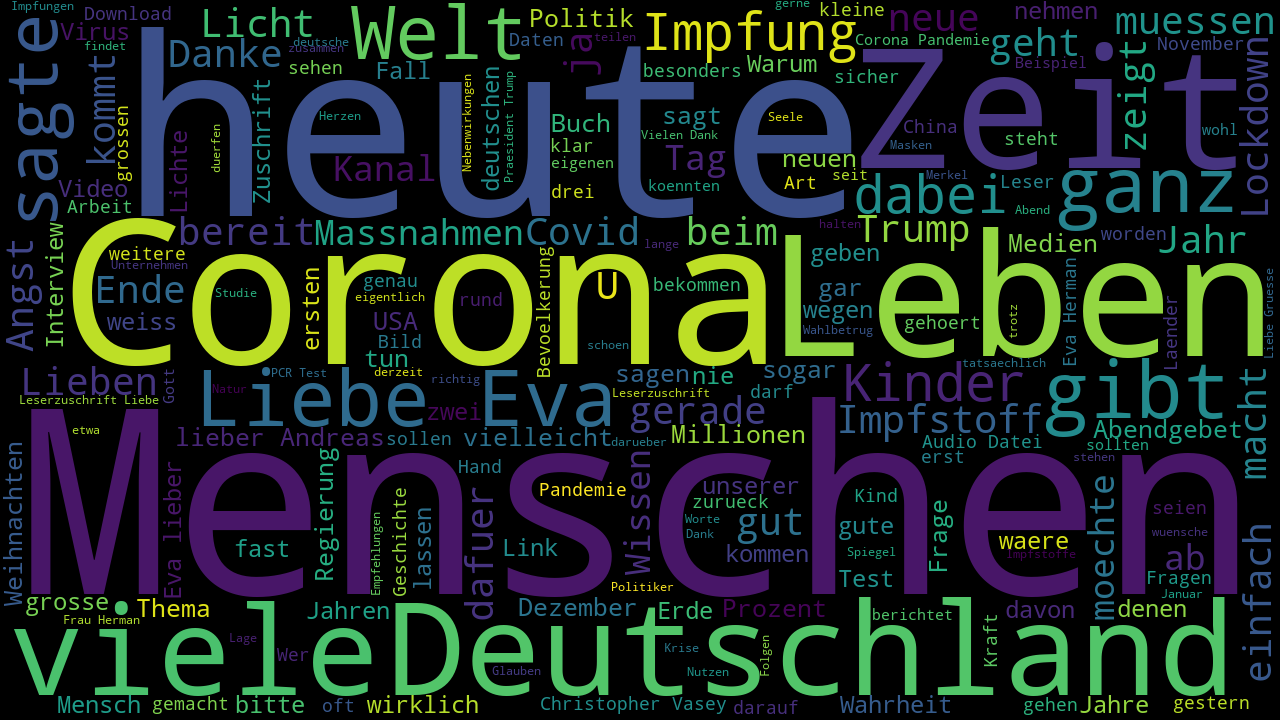 Impfungen
Download
Licht
Welt
Politik
Impfung
gerne
kleine
neue
nehmen
muessen
Virus
findet
sagte
kommt
Danke
zusammen
deutsche
sehen
Fall
Daten
ja
teilen
besonders
Warum
Corona Pandemie
sicher
geht
Corona
Beispiel
November
zeigt
Lockdown
heute
Zeit
grossen
Zuschrift
Herzen
duerfen
Lichte
Kanal
Nebenwirkungen
deutschen
Praesident Trump
Buch
klar
eigenen
drei
sagt
Vielen Dank
Tag
koennten
Seele
neuen
Art
seit
China
Masken
Merkel
steht
wohl
Video
Arbeit
dabei
Leser
Abend
ganz
bereit
Massnahmen
Covid
lange
beim
halten
Trump
Medien
worden
Jahr
Angst
Interview
weitere
Unternehmen
Ende
Studie
weiss
ersten
genau
eigentlich
USA
Bild
tun
rund
Bevoelkerung
U
schoen
bekommen
Leben
geben
gar
wegen
Wahlbetrug
gehoert
trotz
Eva Herman
Laender
Liebe Gruesse
Lieben
Gott
Natur
PCR Test
derzeit
richtig
Leserzuschrift Liebe
Liebe
Eva
zwei
sagen
nie
Leserzuschrift
sogar
darf
gerade
Kinder
tatsaechlich
gibt
macht
etwa
lieber Andreas
sollen
vielleicht
darueber
Millionen
Impfstoff
Audio Datei
erst
Abendgebet
sollten
stehen
Menschen
Weihnachten
Eva lieber
fast
Regierung
Empfehlungen
Geschichte
lassen
Hand
dafuer
Link
Pandemie
Wissen
unserer
zurueck
Worte
Dank
gut
kommen
Kind
gute
Spiegel
Test
Frage
waere
Impfstoffe
moechte
seien
wuensche
ab
Fragen
Januar
einfach
grosse
Frau Herman
Thema
Jahren
Dezember
Politiker
Erde
Prozent
berichtet
davon
denen
viele
Deutschland
Lage
Wer
Glauben
Krise
Nutzen
Folgen
Kraft
Mensch
gemacht
bitte
oft
wirklich
Christopher Vasey
darauf
Wahrheit
gehen
Jahre
gestern